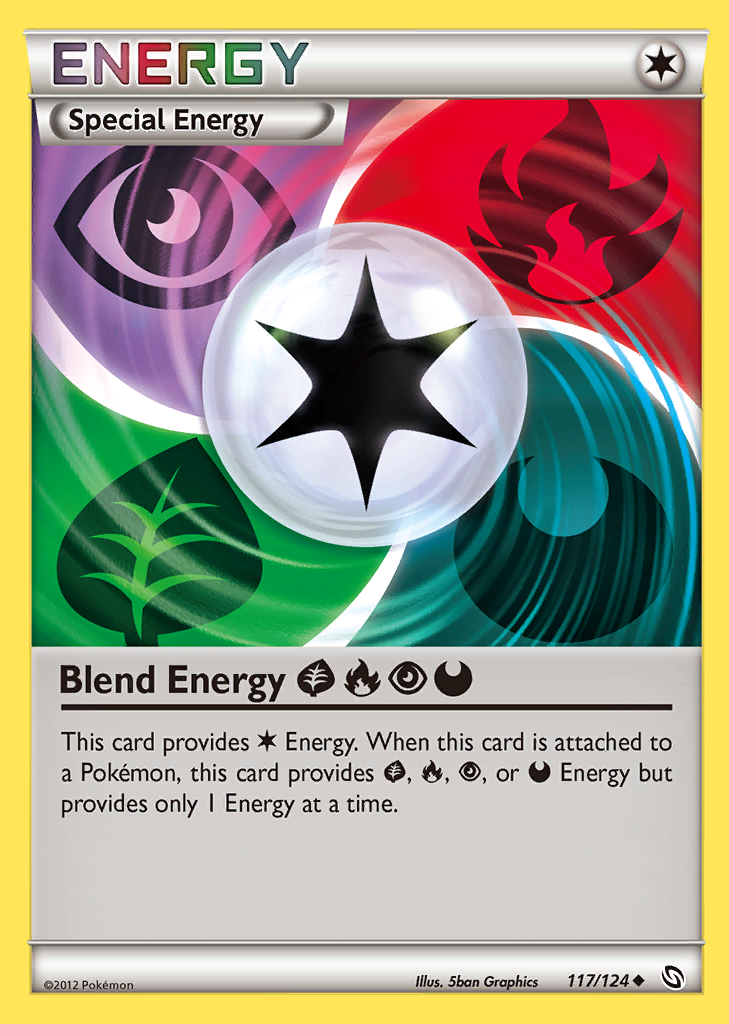 ENERGY
Special Energy
Blend Energy
This card provides Energy. When this card is attached to
a Pokémon, this card provides , , , or Energy but
provides only 1 Energy at a time.
©2012 Pokémon
Illus. 5ban Graphics
117/124